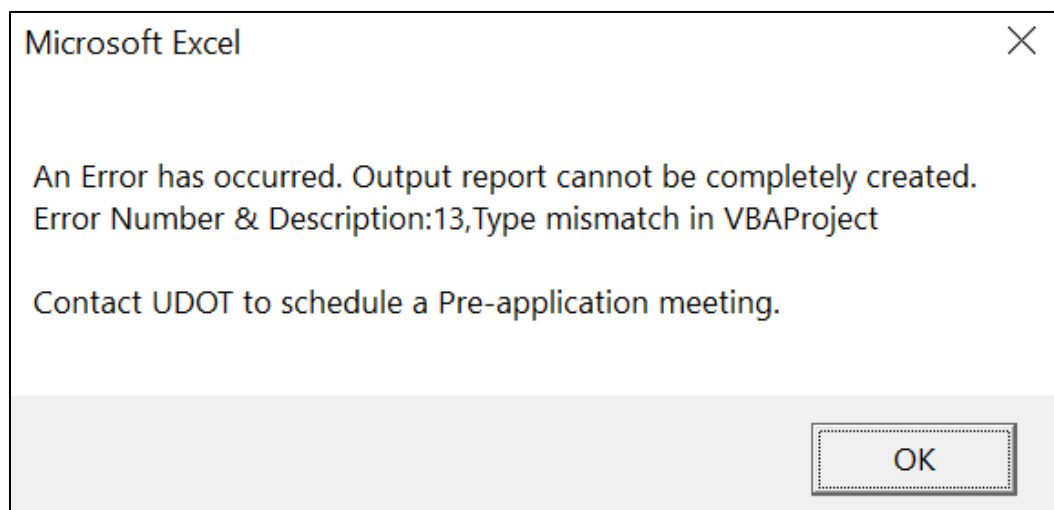 Microsoft Excel
An Error has occurred. Output report cannot be completely created.
Error Number & Description:13,Type mismatch in VBAProject
Contact UDOT to schedule a Pre-application meeting.
OK